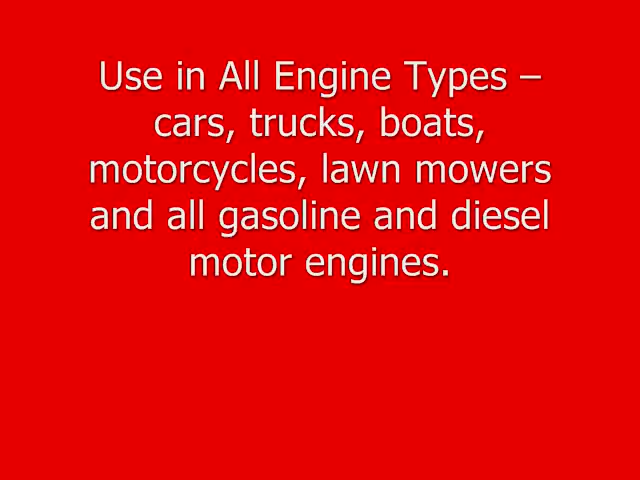 Use in All Engine Types –
cars, trucks, boats,
motorcycles, lawn mowers
and all gasoline and diesel
motor engines.